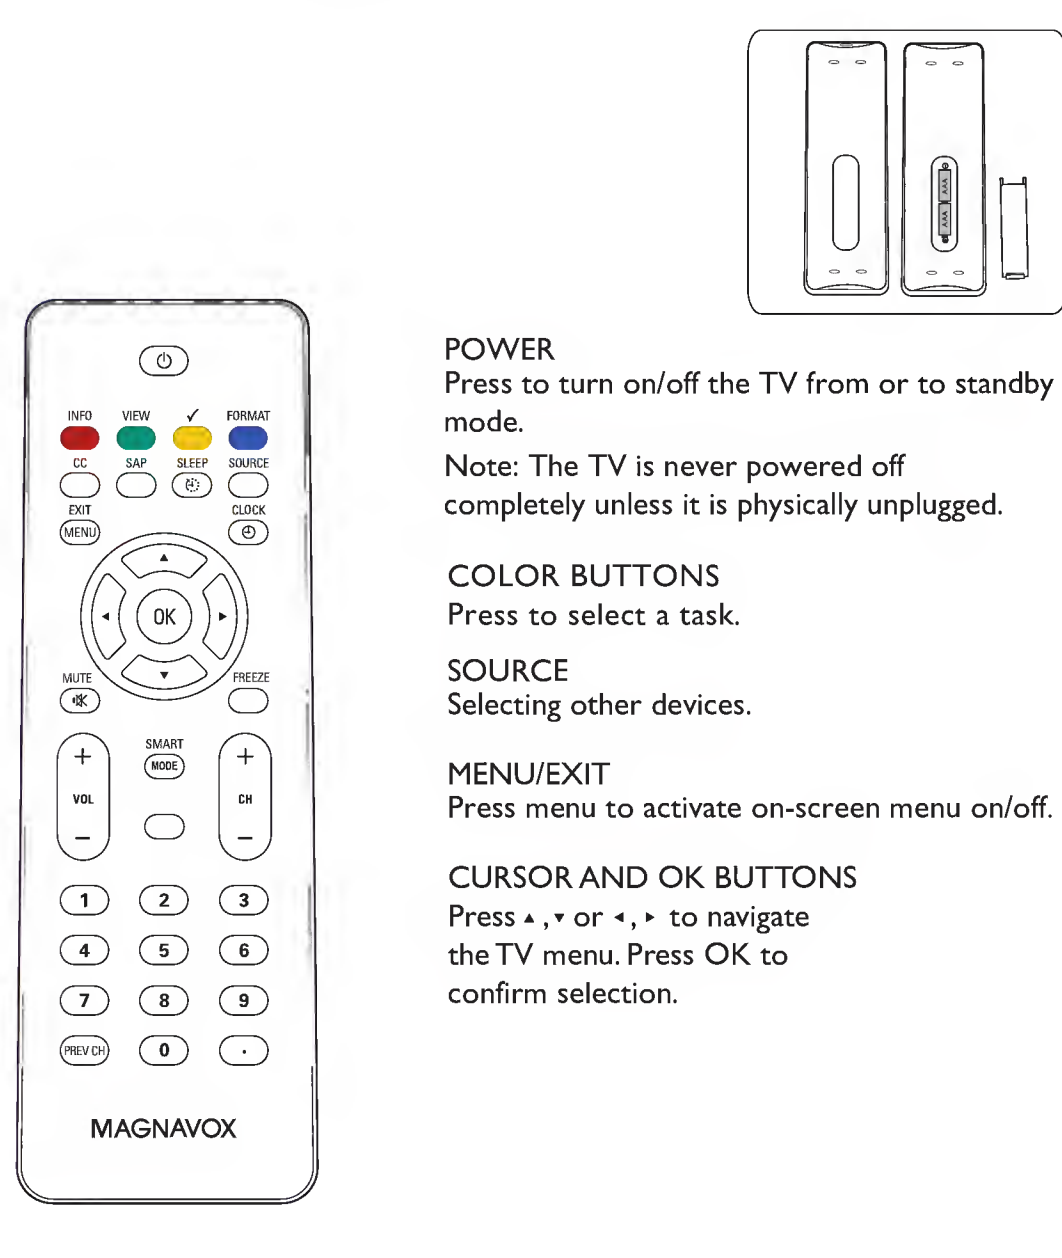 AAA AAA
POWER
Press to turn on/off the TV from or to standby
mode.
Note: The TV is never powered off
completely unless it is physically unplugged.
COLOR BUTTONS
Press to select a task.
SOURCE
Selecting other devices.
MENU/EXIT
Press menu to activate on-screen menu on/off.
CURSOR AND OK BUTTONS
Press ▲ ,▼ or ◄ , ► to navigate
the TV menu. Press OK to
confirm selection.
INFO VIEW ✓ FORMAT
CC SAP SLEEP SOURCE
EXIT CLOCK
MENU
OK
MUTE FREEZE
SMART
MODE
+ +
VOL CH
− −
1 2 3
4 5 6
7 8 9
PREV CH 0 .
MAGNAVOX